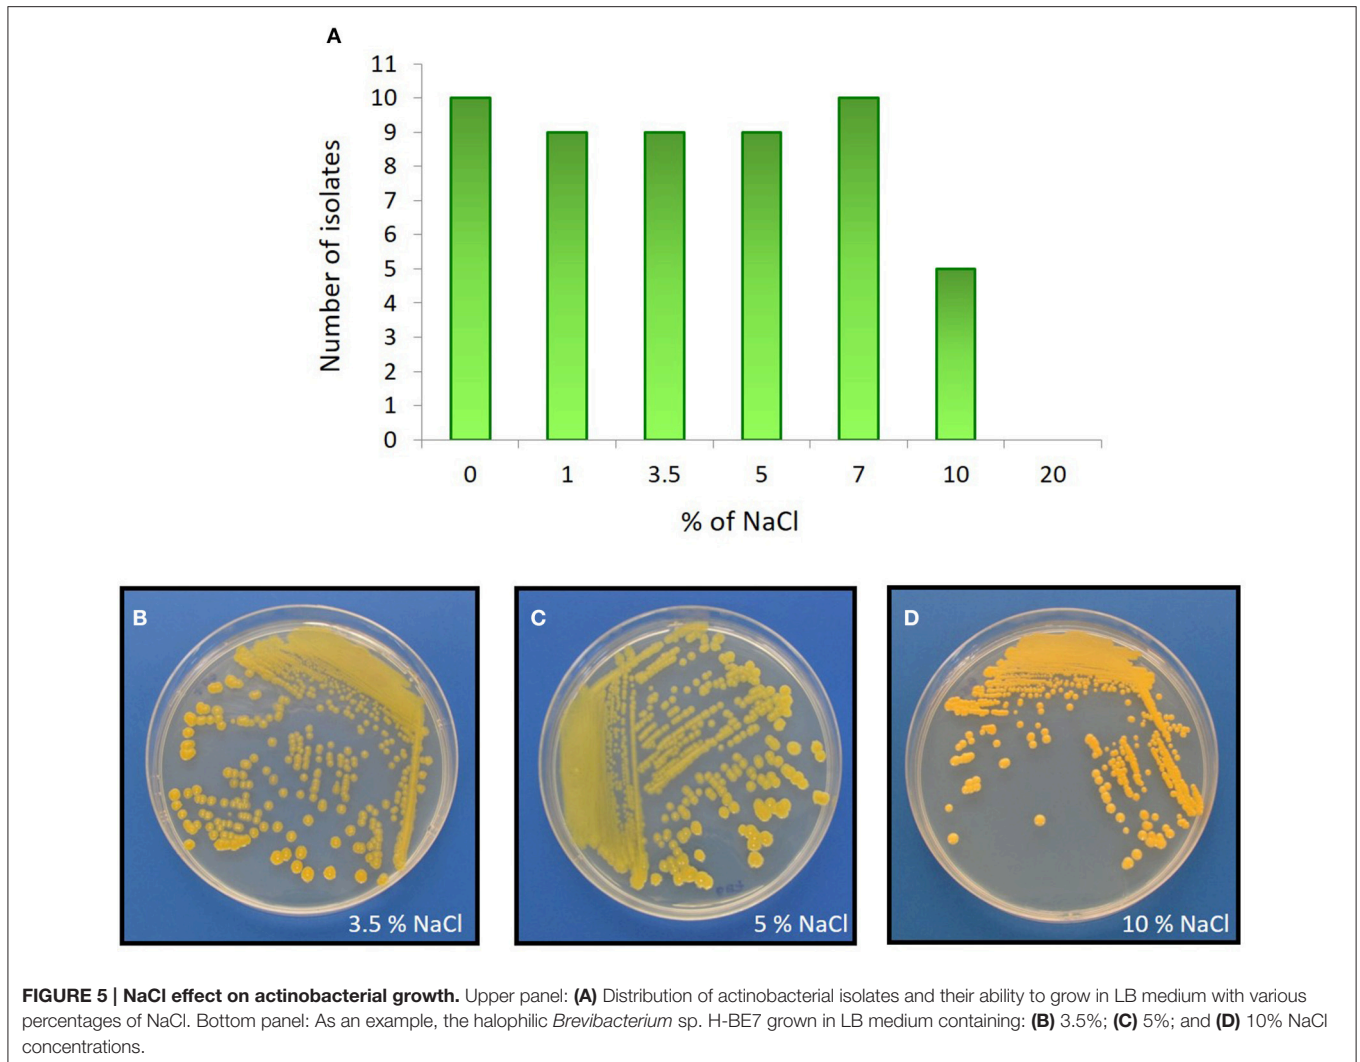 A
11
10
9
8
7
6
5
4
3
2
1
0
Number of isolates
0 1 3.5 5 7 10 20
% of NaCl
B
3.5 % NaCl
C
5 % NaCl
D
10 % NaCl
FIGURE 5 | NaCl effect on actinobacterial growth. Upper panel: (A) Distribution of actinobacterial isolates and their ability to grow in LB medium with various
percentages of NaCl. Bottom panel: As an example, the halophilic Brevibacterium sp. H-BE7 grown in LB medium containing: (B) 3.5%; (C) 5%; and (D) 10% NaCl
concentrations.